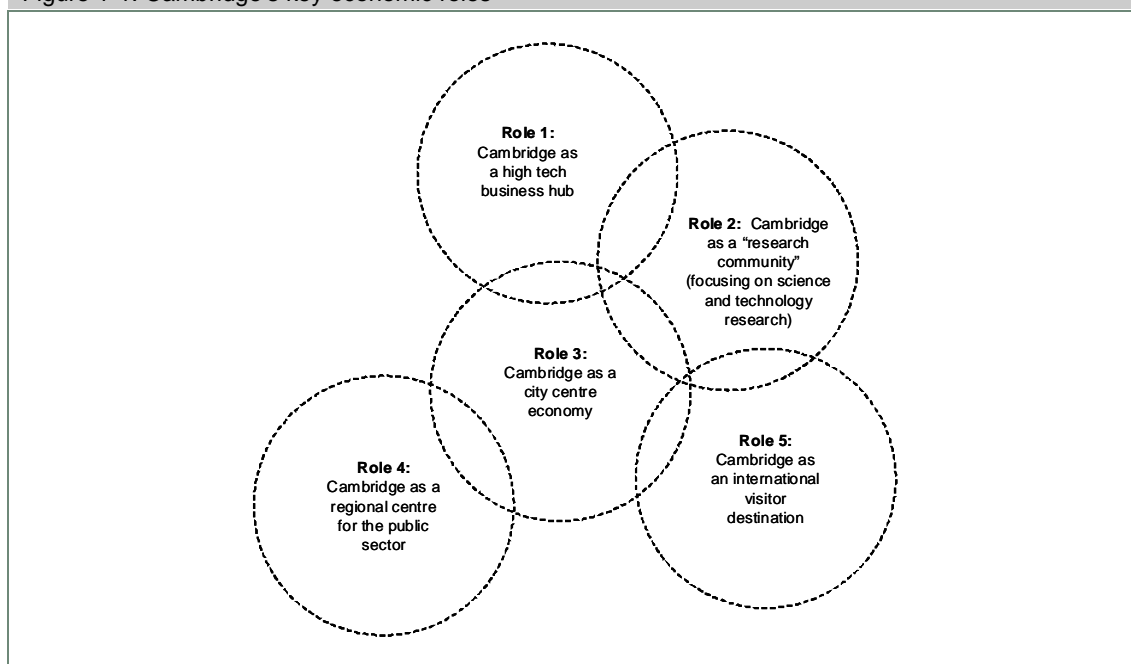 Figure 1-1: Cambridge's key economic roles
Role 1:
Cambridge as
a high tech
business hub
Role 2: Cambridge
as a “research
community”
(focusing on science
and technology
research)
Role 3:
Cambridge as a
city centre
economy
Role 4:
Cambridge as a
regional centre
for the public
sector
Role 5:
Cambridge as
an international
visitor
destination